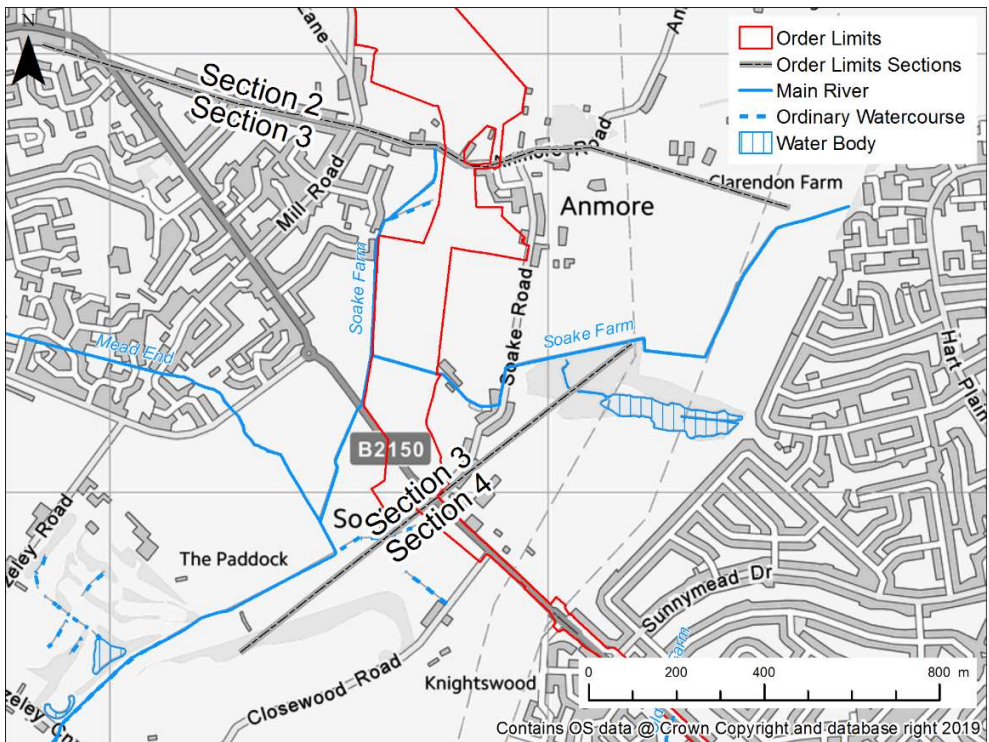 N
Lane
Order Limits
Order Limits Sections
Main River
Ordinary Watercourse
Water Body
Section 2
Section 3
Anmore Road
Clarendon Farm
Mill Road
Anmore
Soake Farm
Soake Road
Soake Farm
Mead End
Hart Plain
B2150
Section 3
Section 4
The Paddock
zeley Road
Sunnymead Dr
Knightswood
Closewood Road
0 200 400 800 m
Contains OS data @ Crown Copyright and database right 2019